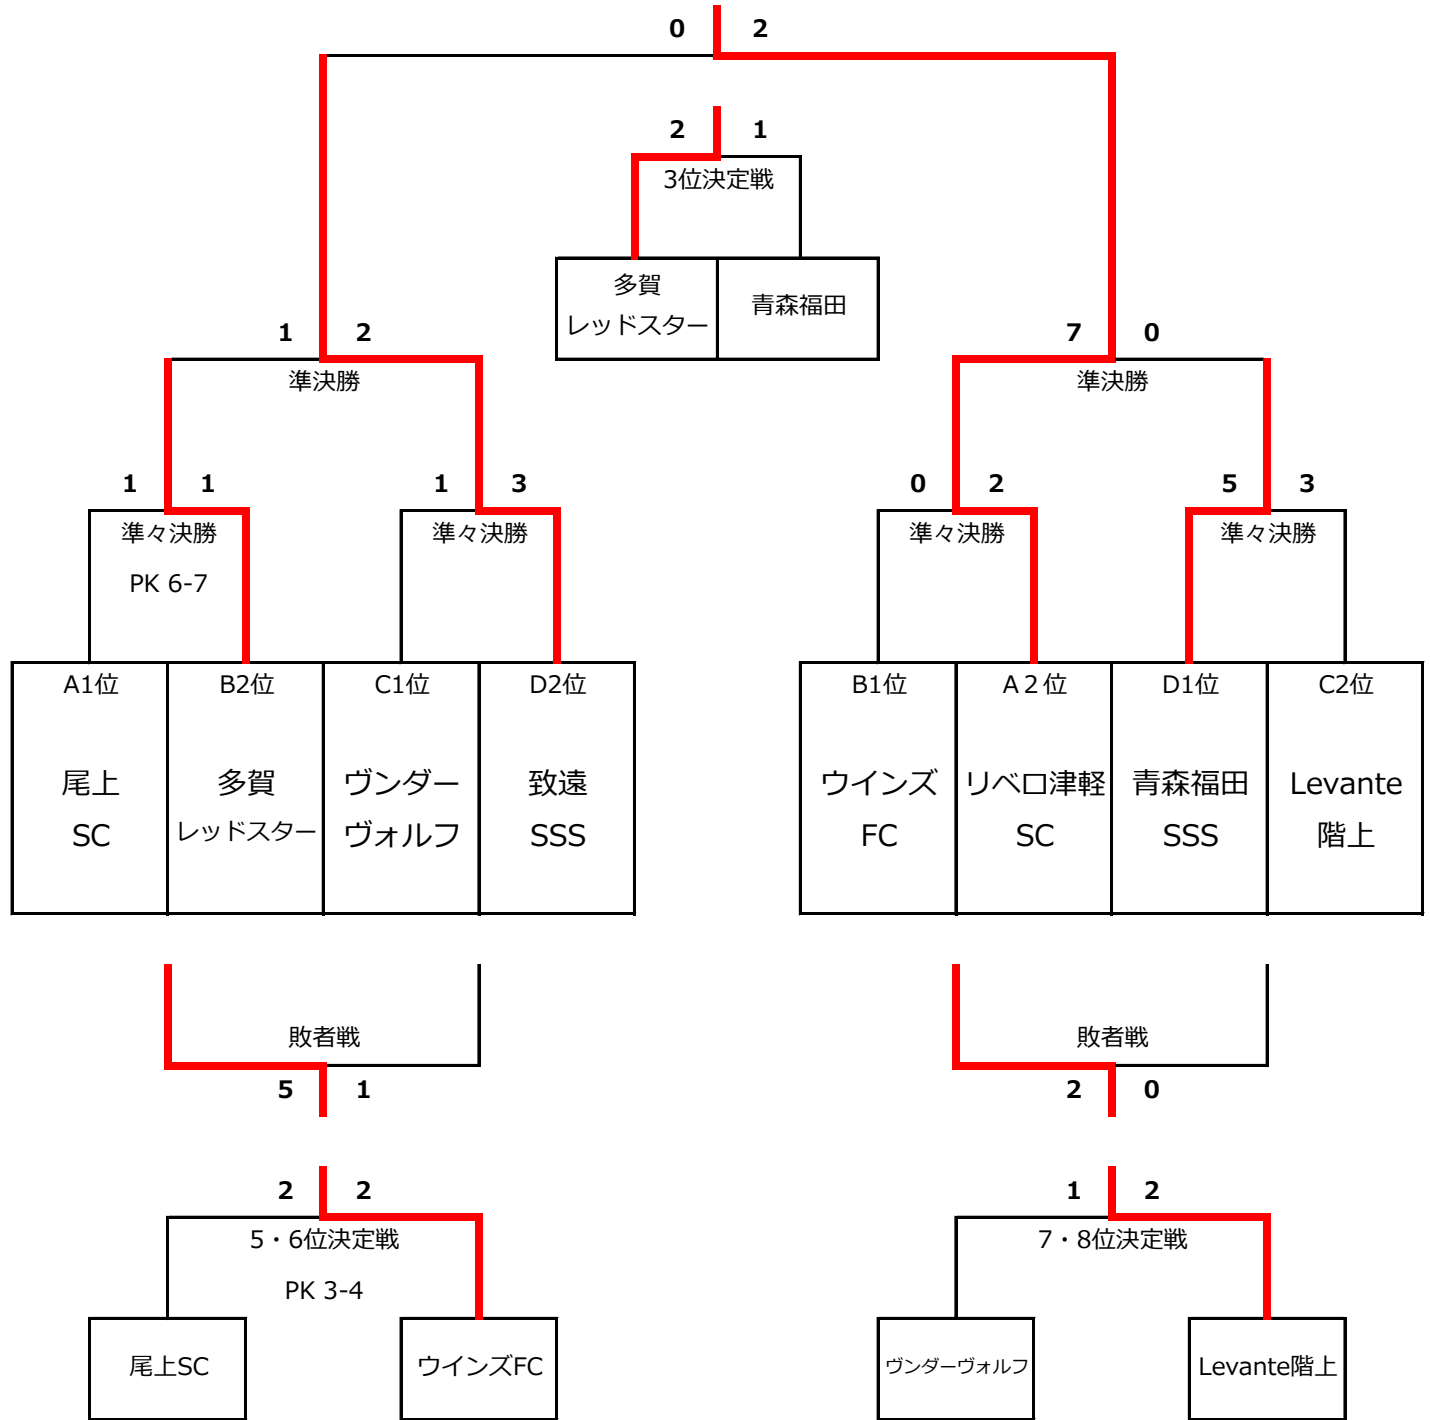 0 2
2 1
3位決定戦
多賀
レッドスター
青森福田
1 2
7 0
準決勝
準決勝
1 1
1 3
0 2
5 3
準々決勝
準々決勝
準々決勝
準々決勝
PK 6-7
A1位
B2位
C1位
D2位
B1位
A２位
D1位
C2位
尾上
SC
多賀
レッドスター
ヴンダー
ヴォルフ
致遠
SSS
ウインズ
FC
リベロ津軽
SC
青森福田
SSS
Levante
階上
敗者戦
敗者戦
5 1
2 0
2 2
1 2
5・6位決定戦
7・8位決定戦
PK 3-4
尾上SC
ウインズFC
ヴンダーヴォルフ
Levante階上